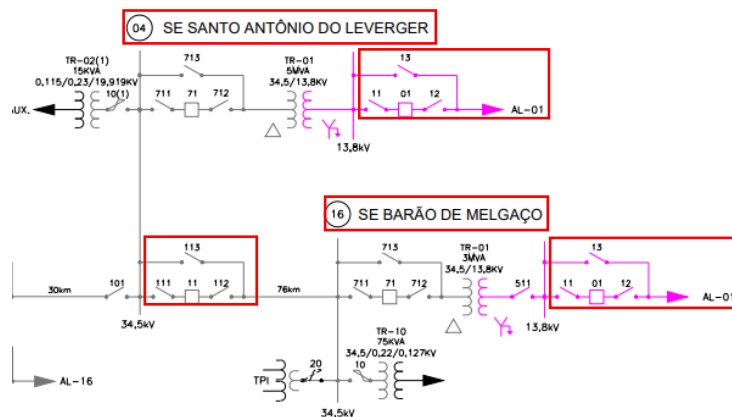 04 SE SANTO ANTÔNIO DO LEVERGER
TR-02(1)
15KVA
0,115/0,23/19,919KV
10(1)
UX.
713
711 71 712
TR-01
5MVA
34,5/13,8KV
13
11 01 12
AL-01
13,8kV
16 SE BARÃO DE MELGAÇO
113
30km 101 111 11 112 76km
34,5kV
713
711 71 712
TR-01
3MVA
34,5/13,8KV
511
13
11 01 12
AL-01
13,8kV
AL-16
TPI
20
10
TR-10
75KVA
34,5/0,22/0,127KV
34,5kV